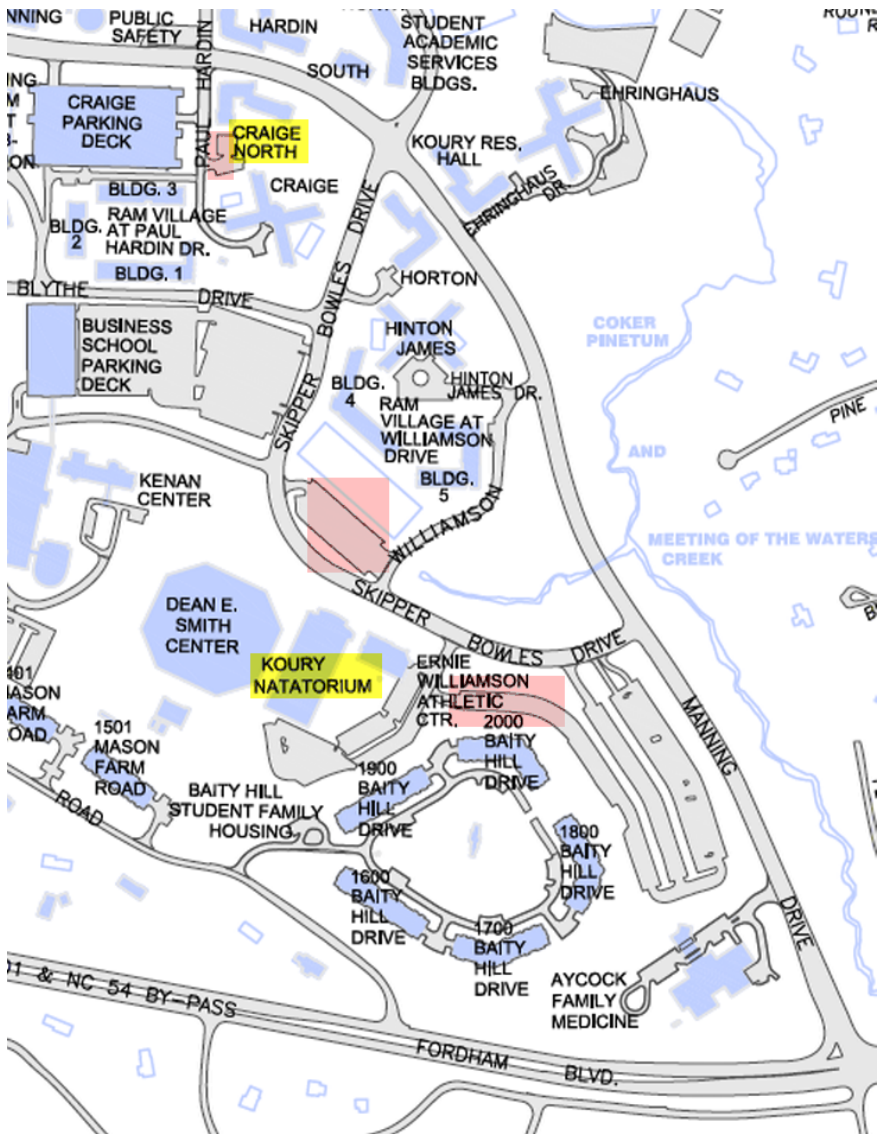 PUBLIC
SAFETY
HARDIN
STUDENT
ACADEMIC
SERVICES
BLDGS.
SOUTH
PAUL HARDIN
CRAIGE
PARKING
DECK
CRAIGE
NORTH
EHRINGHAUS
KOURY RES.
HALL
EHRINGHAUS
DR.
CRAIGE
BLDG. 3
BLDG.
2
RAM VILLAGE
AT PAUL
HARDIN DR.
BLDG. 1
BLYTHE DRIVE
HORTON
SKIPPER BOWLES DRIVE
COKER
PINETUM
BUSINESS
SCHOOL
PARKING
DECK
HINTON
JAMES
HINTON
JAMES DR.
BLDG.
4
RAM
VILLAGE AT
WILLIAMSON
DRIVE
BLDG.
5
PINE
AND
KENAN
CENTER
WILLIAMSON
MEETING OF THE WATERS
CREEK
DEAN E.
SMITH
CENTER
SKIPPER BOWLES DRIVE
KOURY
NATATORIUM
ERNIE
WILLIAMSON
ATHLETIC
CTR.
MANNING DRIVE
MASON
ROAD
1501
MASON
FARM
ROAD
ROAD
2000
BAITY
HILL
DRIVE
1900
BAITY
HILL
DRIVE
BAITY HILL
STUDENT FAMILY
HOUSING
1800
BAITY
HILL
DRIVE
1600
BAITY
HILL
DRIVE
1700
BAITY
HILL
DRIVE
AYCOCK
FAMILY
MEDICINE
& NC 54 BY-PASS
FORDHAM BLVD.